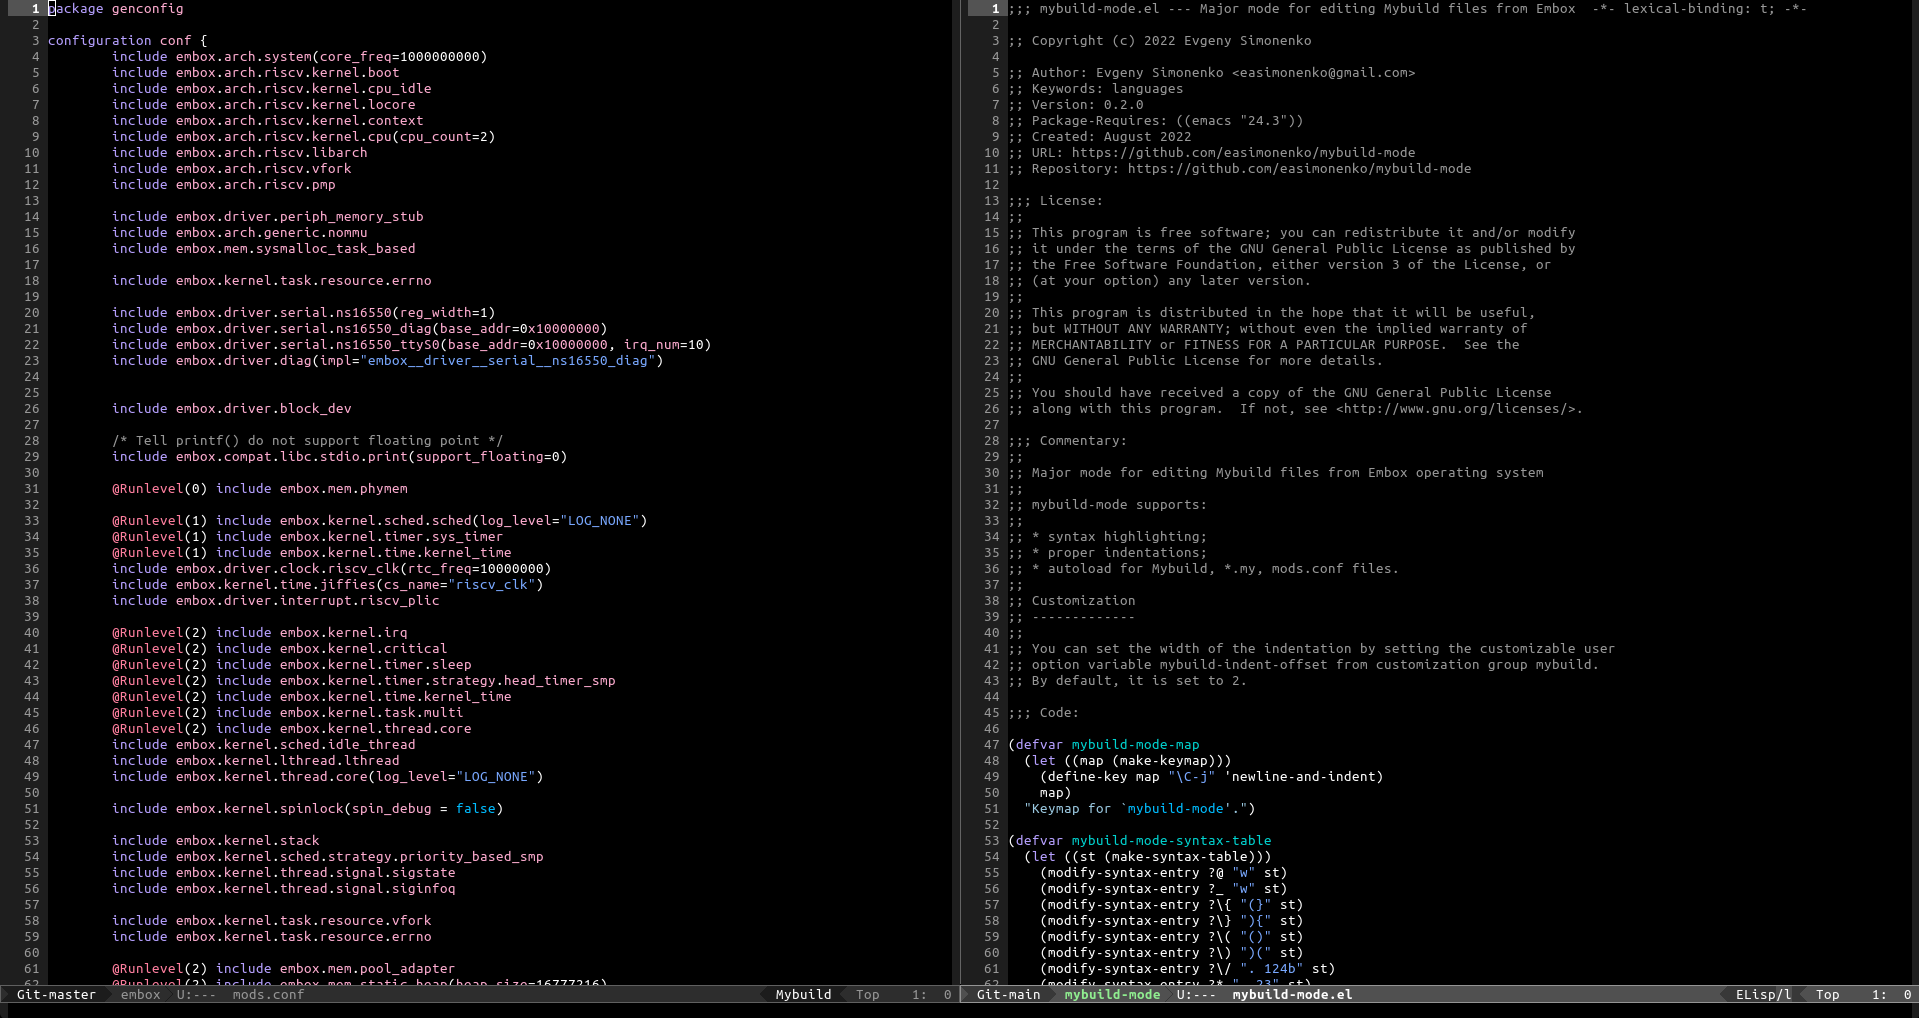 1 package genconfig
2
3 configuration conf {
4         include embox.arch.system(core_freq=1000000000)
5         include embox.arch.riscv.kernel.boot
6         include embox.arch.riscv.kernel.cpu_idle
7         include embox.arch.riscv.kernel.locore
8         include embox.arch.riscv.kernel.context
9         include embox.arch.riscv.kernel.cpu(cpu_count=2)
10         include embox.arch.riscv.libarch
11         include embox.arch.riscv.vfork
12         include embox.arch.riscv.pmp
13
14         include embox.driver.periph_memory_stub
15         include embox.arch.generic.nommu
16         include embox.mem.sysmalloc_task_based
17
18         include embox.kernel.task.resource.errno
19
20         include embox.driver.serial.ns16550(reg_width=1)
21         include embox.driver.serial.ns16550_diag(base_addr=0x10000000)
22         include embox.driver.serial.ns16550_ttyS0(base_addr=0x10000000, irq_num=10)
23         include embox.driver.diag(impl="embox__driver__serial__ns16550_diag")
24
25
26         include embox.driver.block_dev
27
28         /* Tell printf() do not support floating point */
29         include embox.compat.libc.stdio.print(support_floating=0)
30
31         @Runlevel(0) include embox.mem.phymem
32
33         @Runlevel(1) include embox.kernel.sched.sched(log_level="LOG_NONE")
34         @Runlevel(1) include embox.kernel.timer.sys_timer
35         @Runlevel(1) include embox.kernel.time.kernel_time
36         include embox.driver.clock.riscv_clk(rtc_freq=10000000)
37         include embox.kernel.time.jiffies(cs_name="riscv_clk")
38         include embox.driver.interrupt.riscv_plic
39
40         @Runlevel(2) include embox.kernel.irq
41         @Runlevel(2) include embox.kernel.critical
42         @Runlevel(2) include embox.kernel.timer.sleep
43         @Runlevel(2) include embox.kernel.timer.strategy.head_timer_smp
44         @Runlevel(2) include embox.kernel.time.kernel_time
45         @Runlevel(2) include embox.kernel.task.multi
46         @Runlevel(2) include embox.kernel.thread.core
47         include embox.kernel.sched.idle_thread
48         include embox.kernel.lthread.lthread
49         include embox.kernel.thread.core(log_level="LOG_NONE")
50
51         include embox.kernel.spinlock(spin_debug = false)
52
53         include embox.kernel.stack
54         include embox.kernel.sched.strategy.priority_based_smp
55         include embox.kernel.thread.signal.sigstate
56         include embox.kernel.thread.signal.siginfoq
57
58         include embox.kernel.task.resource.vfork
59         include embox.kernel.task.resource.errno
60
61         @Runlevel(2) include embox.mem.pool_adapter
62         @Runlevel(2) include embox.mem.static_heap(heap_size=16777216)
Git-master embox U:--- mods.conf Mybuild Top 1: 0
1 ;;; mybuild-mode.el --- Major mode for editing Mybuild files from Embox  -*- lexical-binding: t; -*-
2
3 ;; Copyright (c) 2022 Evgeny Simonenko
4
5 ;; Author: Evgeny Simonenko <easimonenko@gmail.com>
6 ;; Keywords: languages
7 ;; Version: 0.2.0
8 ;; Package-Requires: ((emacs "24.3"))
9 ;; Created: August 2022
10 ;; URL: https://github.com/easimonenko/mybuild-mode
11 ;; Repository: https://github.com/easimonenko/mybuild-mode
12
13 ;;; License:
14 ;;
15 ;; This program is free software; you can redistribute it and/or modify
16 ;; it under the terms of the GNU General Public License as published by
17 ;; the Free Software Foundation, either version 3 of the License, or
18 ;; (at your option) any later version.
19 ;;
20 ;; This program is distributed in the hope that it will be useful,
21 ;; but WITHOUT ANY WARRANTY; without even the implied warranty of
22 ;; MERCHANTABILITY or FITNESS FOR A PARTICULAR PURPOSE.  See the
23 ;; GNU General Public License for more details.
24 ;;
25 ;; You should have received a copy of the GNU General Public License
26 ;; along with this program.  If not, see <http://www.gnu.org/licenses/>.
27
28 ;;; Commentary:
29 ;;
30 ;; Major mode for editing Mybuild files from Embox operating system
31 ;;
32 ;; mybuild-mode supports:
33 ;;
34 ;; * syntax highlighting;
35 ;; * proper indentations;
36 ;; * autoload for Mybuild, *.my, mods.conf files.
37 ;;
38 ;; Customization
39 ;; -------------
40 ;;
41 ;; You can set the width of the indentation by setting the customizable user
42 ;; option variable mybuild-indent-offset from customization group mybuild.
43 ;; By default, it is set to 2.
44
45 ;;; Code:
46
47 (defvar mybuild-mode-map
48   (let ((map (make-keymap)))
49     (define-key map "\C-j" 'newline-and-indent)
50     map)
51   "Keymap for `mybuild-mode'.")
52
53 (defvar mybuild-mode-syntax-table
54   (let ((st (make-syntax-table)))
55     (modify-syntax-entry ?@ "w" st)
56     (modify-syntax-entry ?_ "w" st)
57     (modify-syntax-entry ?\{ "(}" st)
58     (modify-syntax-entry ?\} "){" st)
59     (modify-syntax-entry ?\( "()" st)
60     (modify-syntax-entry ?\) ")(" st)
61     (modify-syntax-entry ?\/ ". 124b" st)
62     (modify-syntax-entry ?* ". 23" st)
Git-main mybuild-mode U:--- mybuild-mode.el ELisp/l Top 1: 0